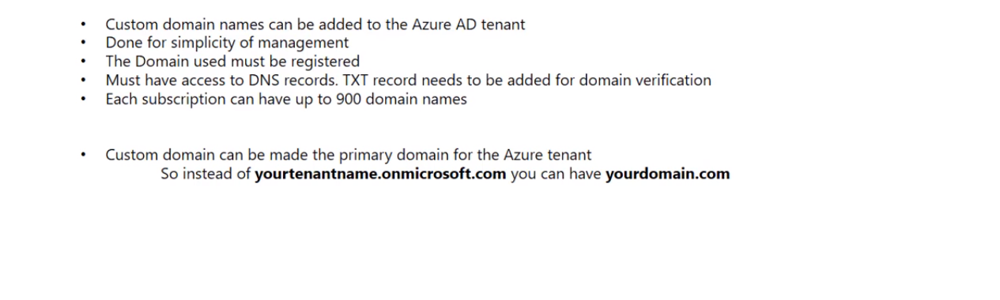 • Custom domain names can be added to the Azure AD tenant
• Done for simplicity of management
• The Domain used must be registered
• Must have access to DNS records. TXT record needs to be added for domain verification
• Each subscription can have up to 900 domain names
• Custom domain can be made the primary domain for the Azure tenant
So instead of yourtenantname.onmicrosoft.com you can have yourdomain.com